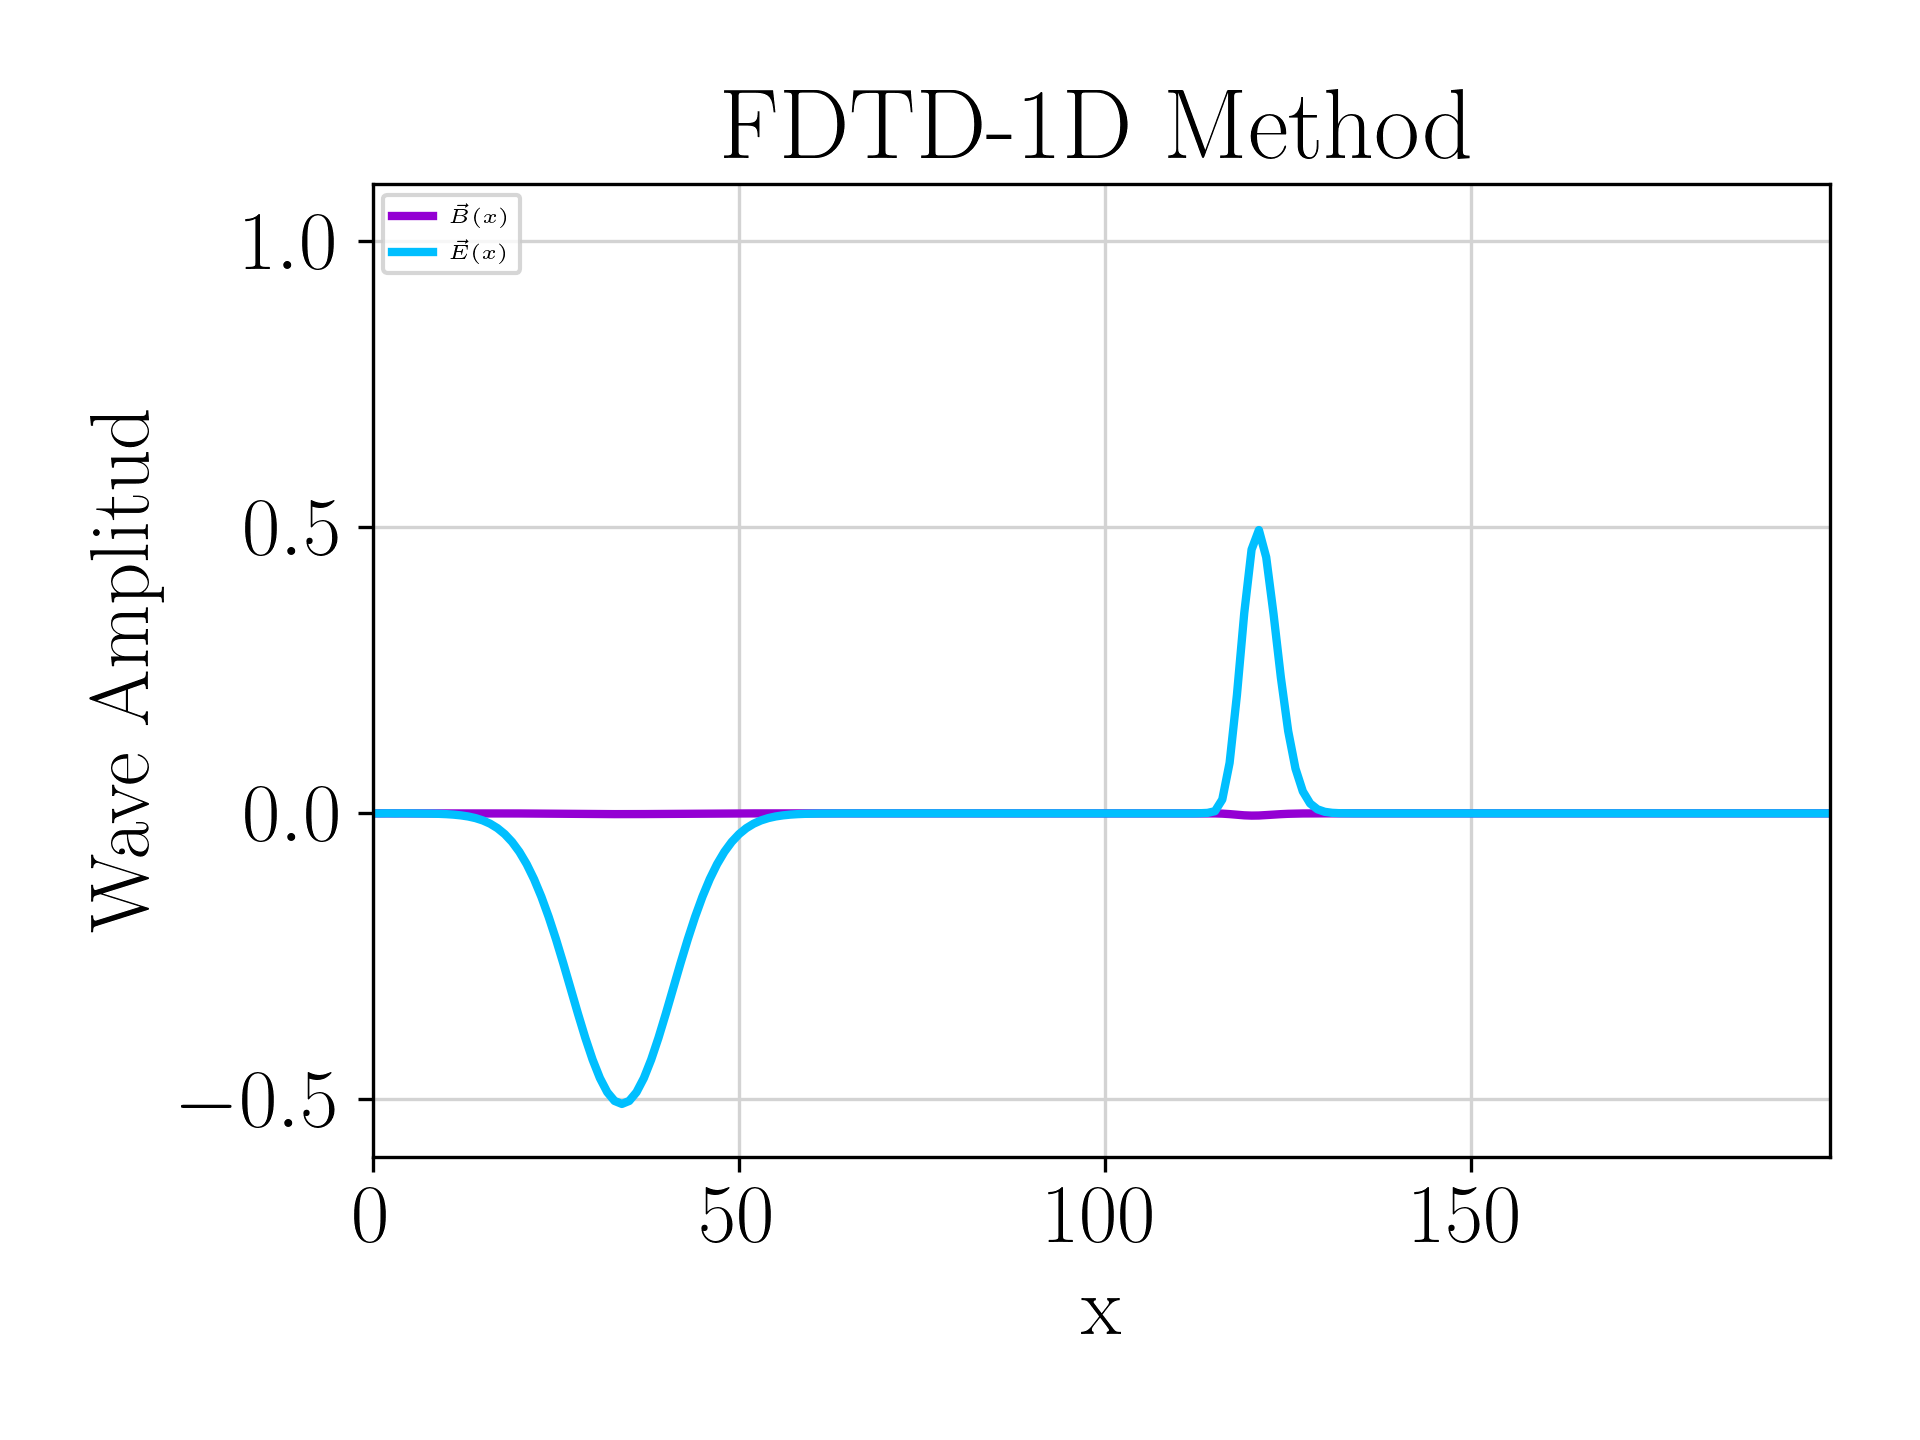 FDTD-1D Method
$\vec{B}(x)$
$\vec{E}(x)$
Wave Amplitud
1.0
0.5
0.0
−0.5
0 50 100 150
x